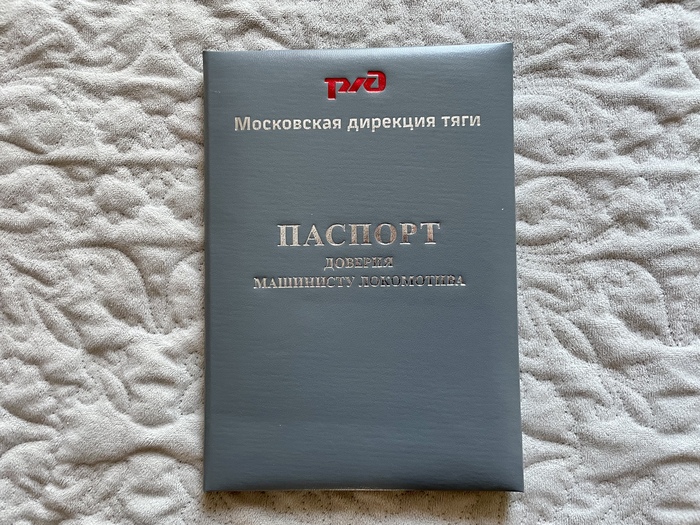 ржд
Московская дирекция тяги
ПАСПОРТ
ДОВЕРИЯ
МАШИНИСТУ ЛОКОМОТИВА